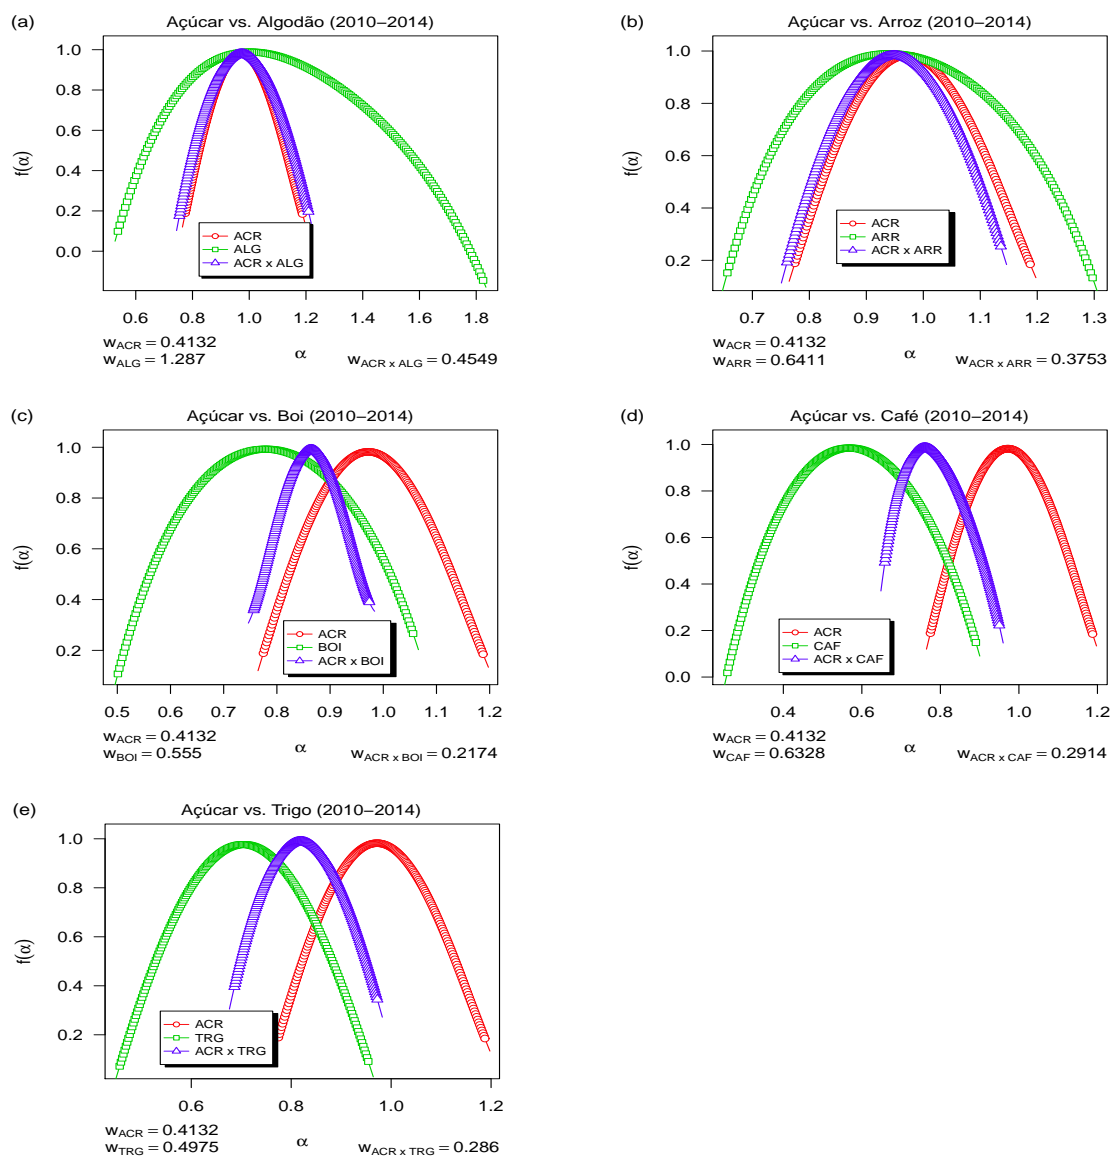 (a)
Açúcar vs. Algodão (2010−2014)
f(α)
1.0
0.8
0.6
0.4
0.2
0.0
ACR
ALG
ACR x ALG
0.6 0.8 1.0 1.2 1.4 1.6 1.8
wACR = 0.4132
wALG = 1.287
α
wACR x ALG = 0.4549
(b)
Açúcar vs. Arroz (2010−2014)
f(α)
1.0
0.8
0.6
0.4
0.2
ACR
ARR
ACR x ARR
0.7 0.8 0.9 1.0 1.1 1.2 1.3
wACR = 0.4132
wARR = 0.6411
α
wACR x ARR = 0.3753
(c)
Açúcar vs. Boi (2010−2014)
f(α)
1.0
0.8
0.6
0.4
0.2
ACR
BOI
ACR x BOI
0.5 0.6 0.7 0.8 0.9 1.0 1.1 1.2
wACR = 0.4132
wBOI = 0.555
α
wACR x BOI = 0.2174
(d)
Açúcar vs. Café (2010−2014)
f(α)
1.0
0.8
0.6
0.4
0.2
0.0
ACR
CAF
ACR x CAF
0.4 0.6 0.8 1.0 1.2
wACR = 0.4132
wCAF = 0.6328
α
wACR x CAF = 0.2914
(e)
Açúcar vs. Trigo (2010−2014)
f(α)
1.0
0.8
0.6
0.4
0.2
ACR
TRG
ACR x TRG
0.6 0.8 1.0 1.2
wACR = 0.4132
wTRG = 0.4975
α
wACR x TRG = 0.286